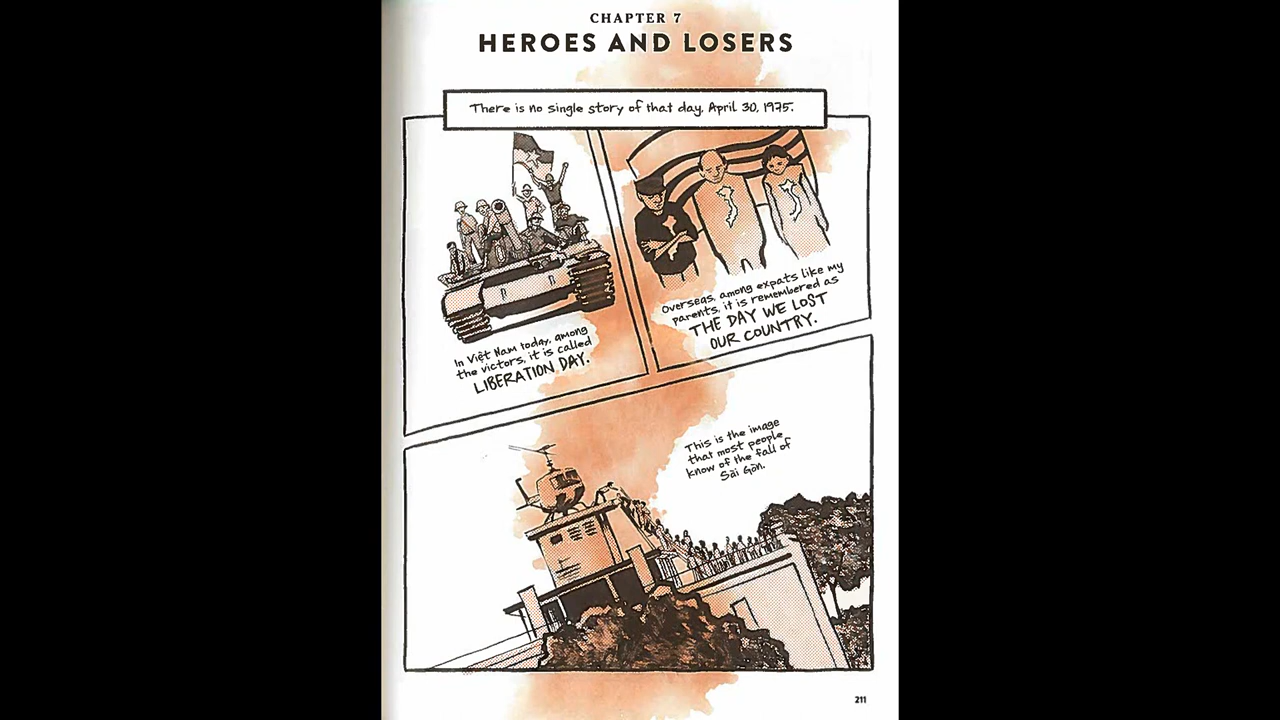 CHAPTER 7
HEROES AND LOSERS
There is no single story of that day, April 30, 1975.
In Việt Nam today, among
the victors, it is called
LIBERATION DAY.
Overseas, among expats like my
parents, it is remembered as
THE DAY WE LOST
OUR COUNTRY.
This is the image
that most people
know of the fall of
Sài Gòn.
211